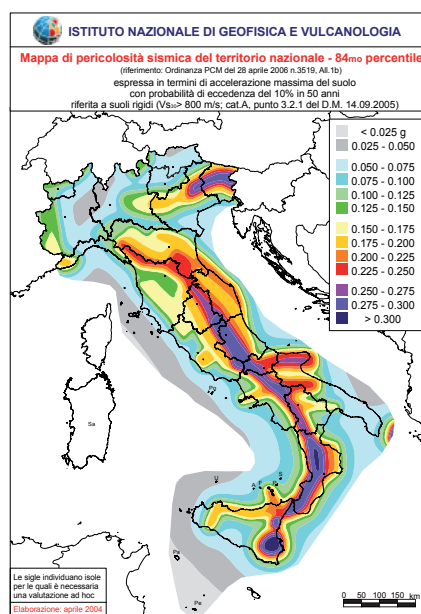 ISTITUTO NAZIONALE DI GEOFISICA E VULCANOLOGIA
Mappa di pericolosità sismica del territorio nazionale - 84mo percentile
(riferimento: Ordinanza PCM del 28 aprile 2006 n.3519, All.1b)
espressa in termini di accelerazione massima del suolo
con probabilità di eccedenza del 10% in 50 anni
riferita a suoli rigidi (Vs30> 800 m/s; cat.A, punto 3.2.1 del D.M. 14.09.2005)
< 0.025 g
0.025 - 0.050
0.050 - 0.075
0.075 - 0.100
0.100 - 0.125
0.125 - 0.150
0.150 - 0.175
0.175 - 0.200
0.200 - 0.225
0.225 - 0.250
0.250 - 0.275
0.275 - 0.300
> 0.300
Sa
U
Pa
Pe
Le sigle individuano isole
per le quali è necessaria
una valutazione ad hoc
Elaborazione: aprile 2004
0 50 100 150
km